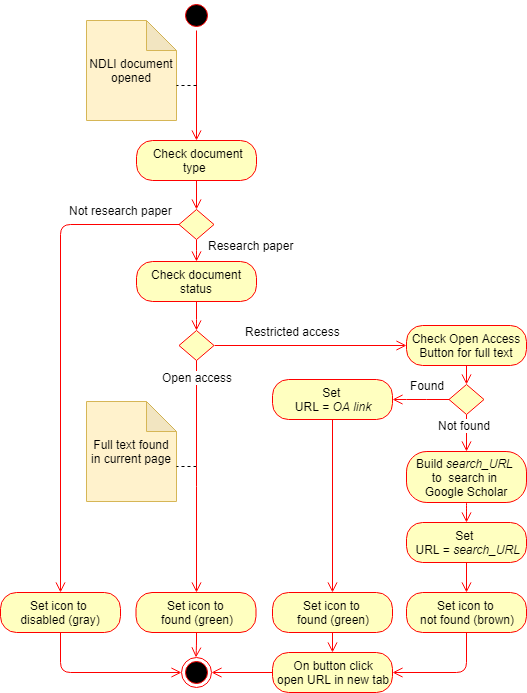 NDLI document
opened
Check document
type
Not research paper
Research paper
Check document
status
Restricted access
Check Open Access
Button for full text
Open access
Found
Set
URL = OA link
Not found
Full text found
in current page
Build search_URL
to search in
Google Scholar
Set
URL = search_URL
Set icon to
disabled (gray)
Set icon to
found (green)
Set icon to
found (green)
Set icon to
not found (brown)
On button click
open URL in new tab